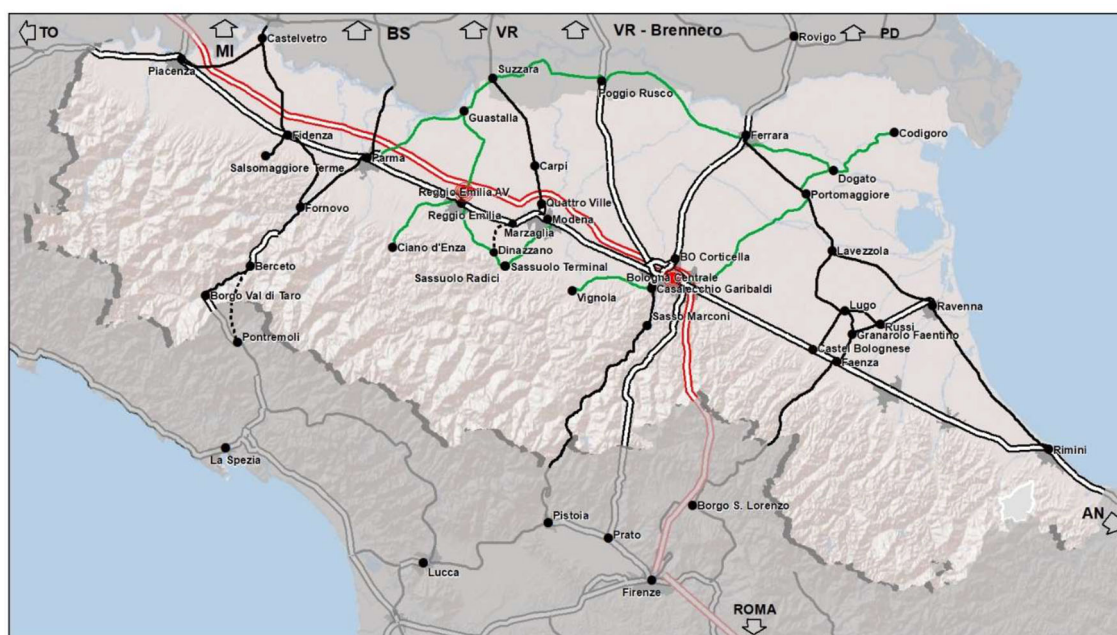 TO
MI
BS
VR
VR - Brennero
PD
Castelvetro
Rovigo
Piacenza
Suzzara
Poggio Rusco
Guastalla
Fidenza
Ferrara
Codigoro
Parma
Salsomaggiore Terme
Carpi
Dogato
Reggio Emilia AV
Portomaggiore
Quattro Ville
Fornovo
Reggio Emilia
Modena
Marzaglia
Ciano d'Enza
Dinazzano
Lavezzola
BO Corticella
Berceto
Sassuolo Terminal
Sassuolo Radici
Bologna Centrale
Casalecchio Garibaldi
Vignola
Borgo Val di Taro
Lugo
Ravenna
Sasso Marconi
Russi
Granarolo Faentino
Pontremoli
Castel Bolognese
Faenza
Rimini
La Spezia
Borgo S. Lorenzo
AN
Pistoia
Prato
Lucca
Firenze
ROMA